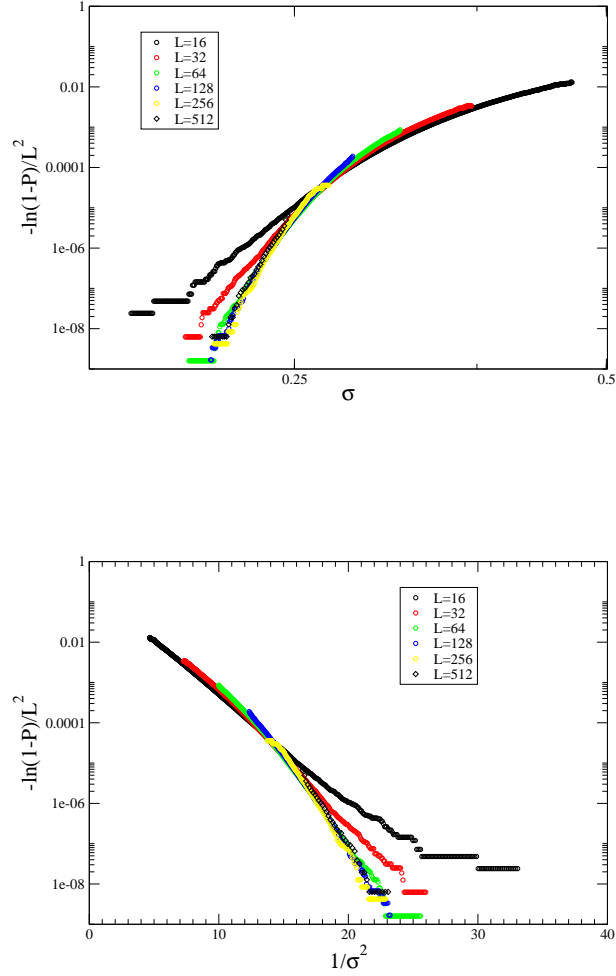 1
0.01
0.0001
1e-06
1e-08
-ln(1-P)/L²
L=16
L=32
L=64
L=128
L=256
L=512
0.25
0.5
σ
1
0.01
0.0001
1e-06
1e-08
-ln(1-P)/L²
L=16
L=32
L=64
L=128
L=256
L=512
0
10
20
30
40
1/σ²